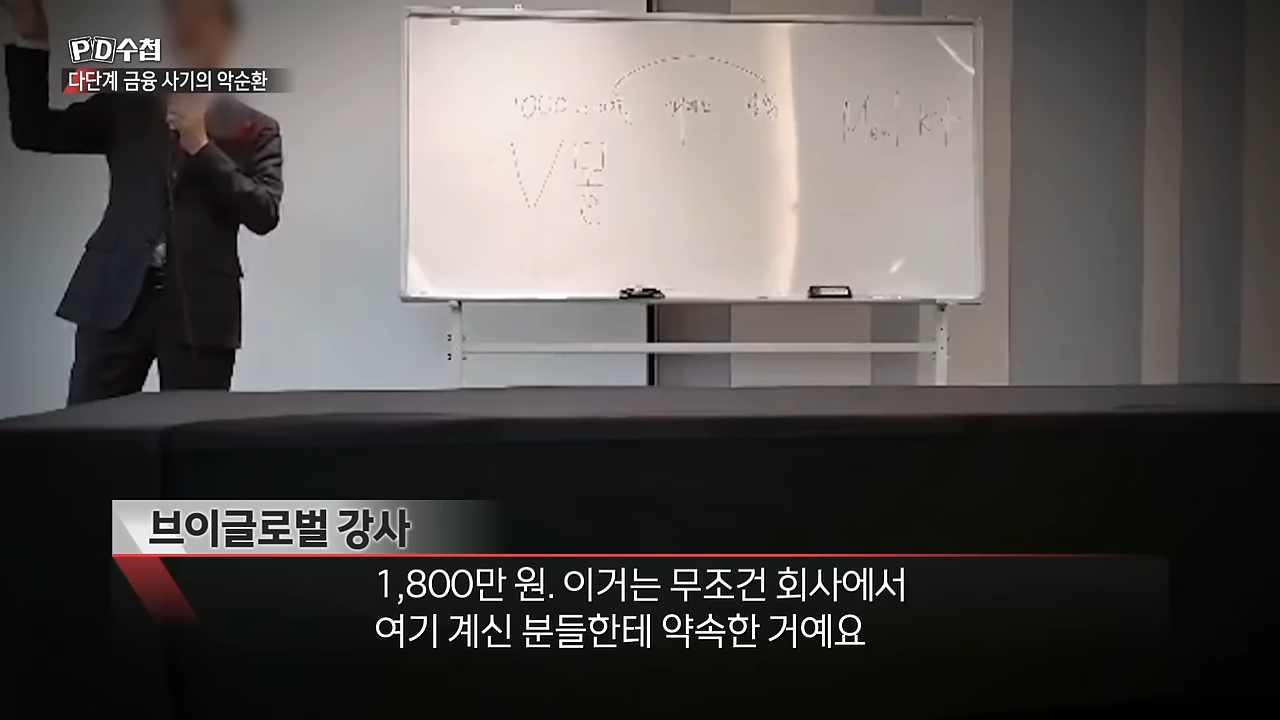 PD수첩
다단계 금융 사기의 악순환
브이글로벌 강사
1,800만 원. 이거는 무조건 회사에서
여기 계신 분들한테 약속한 거예요